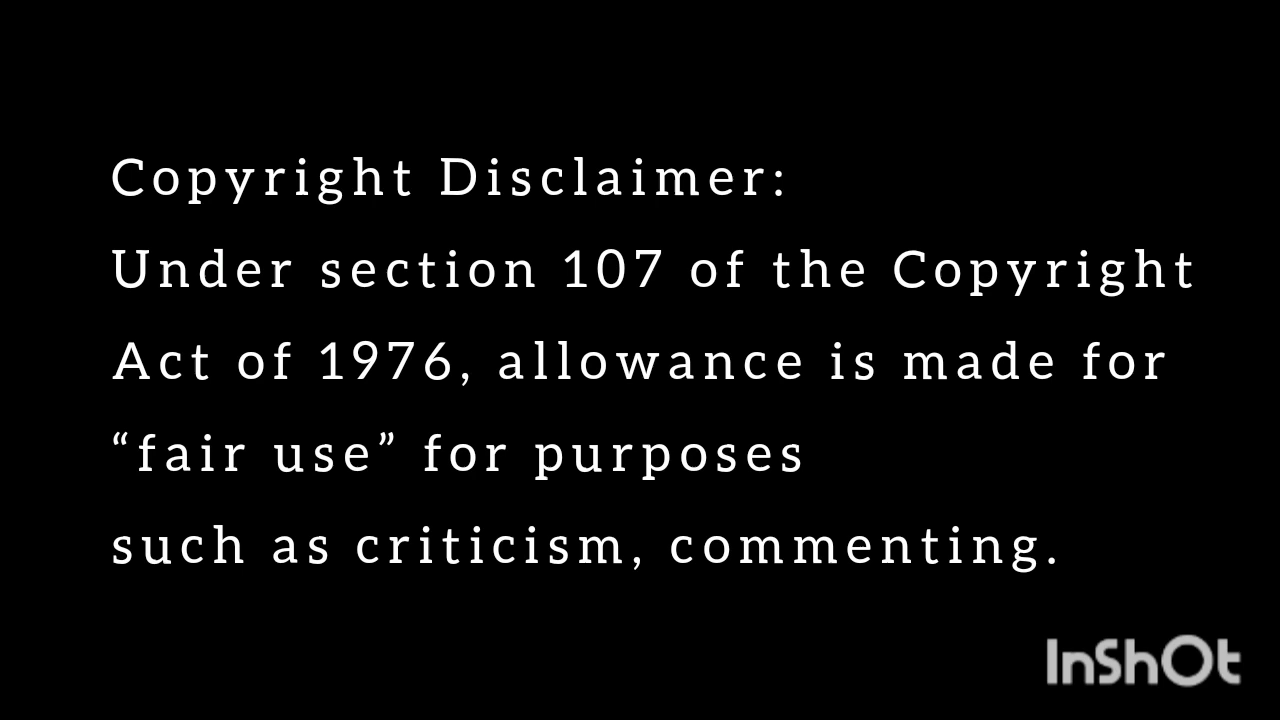 Copyright Disclaimer:
Under section 107 of the Copyright
Act of 1976, allowance is made for
“fair use” for purposes
such as criticism, commenting.
InShOt